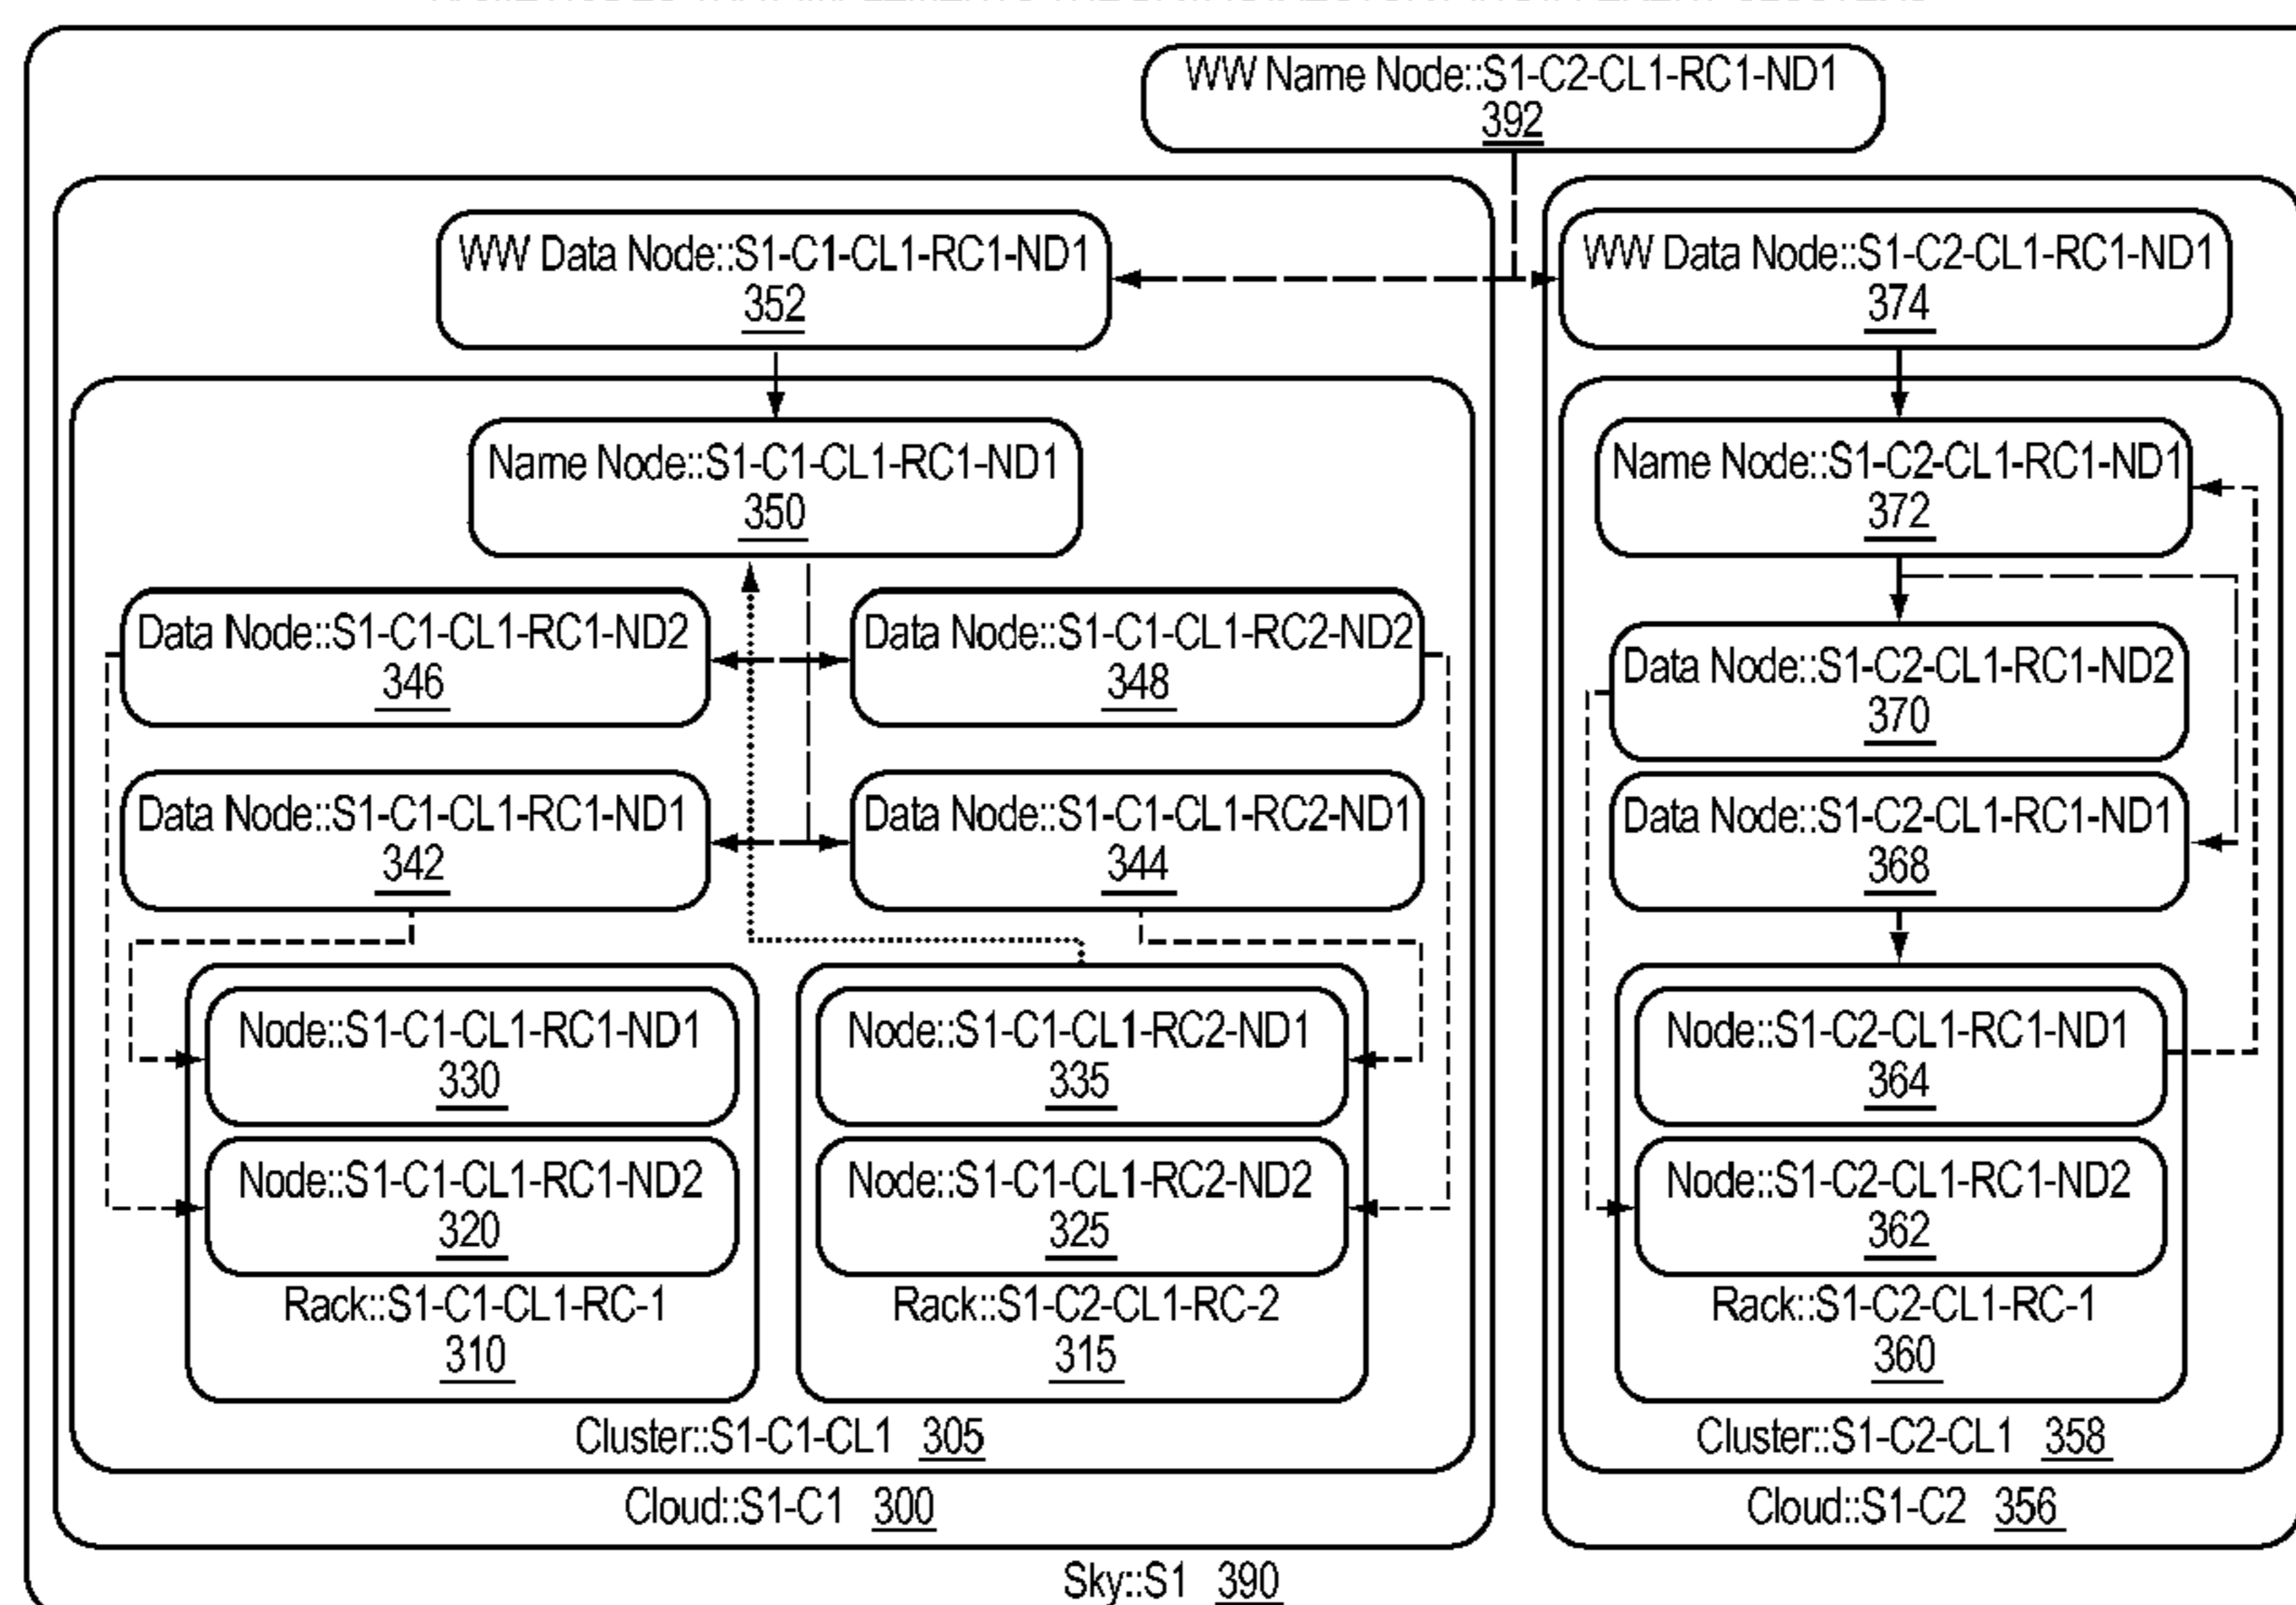 WW Name Node::S1-C2-CL1-RC1-ND1
392
WW Data Node::S1-C1-CL1-RC1-ND1
352
WW Data Node::S1-C2-CL1-RC1-ND1
374
Name Node::S1-C1-CL1-RC1-ND1
350
Name Node::S1-C2-CL1-RC1-ND1
372
Data Node::S1-C1-CL1-RC1-ND2
346
Data Node::S1-C1-CL1-RC2-ND2
348
Data Node::S1-C2-CL1-RC1-ND2
370
Data Node::S1-C1-CL1-RC1-ND1
342
Data Node::S1-C1-CL1-RC2-ND1
344
Data Node::S1-C2-CL1-RC1-ND1
368
Node::S1-C1-CL1-RC1-ND1
330
Node::S1-C1-CL1-RC2-ND1
335
Node::S1-C2-CL1-RC1-ND1
364
Node::S1-C1-CL1-RC1-ND2
320
Node::S1-C1-CL1-RC2-ND2
325
Node::S1-C2-CL1-RC1-ND2
362
Rack::S1-C1-CL1-RC-1
310
Rack::S1-C2-CL1-RC-2
315
Rack::S1-C2-CL1-RC-1
360
Cluster::S1-C1-CL1 305
Cluster::S1-C2-CL1 358
Cloud::S1-C1 300
Cloud::S1-C2 356
Sky::S1 390